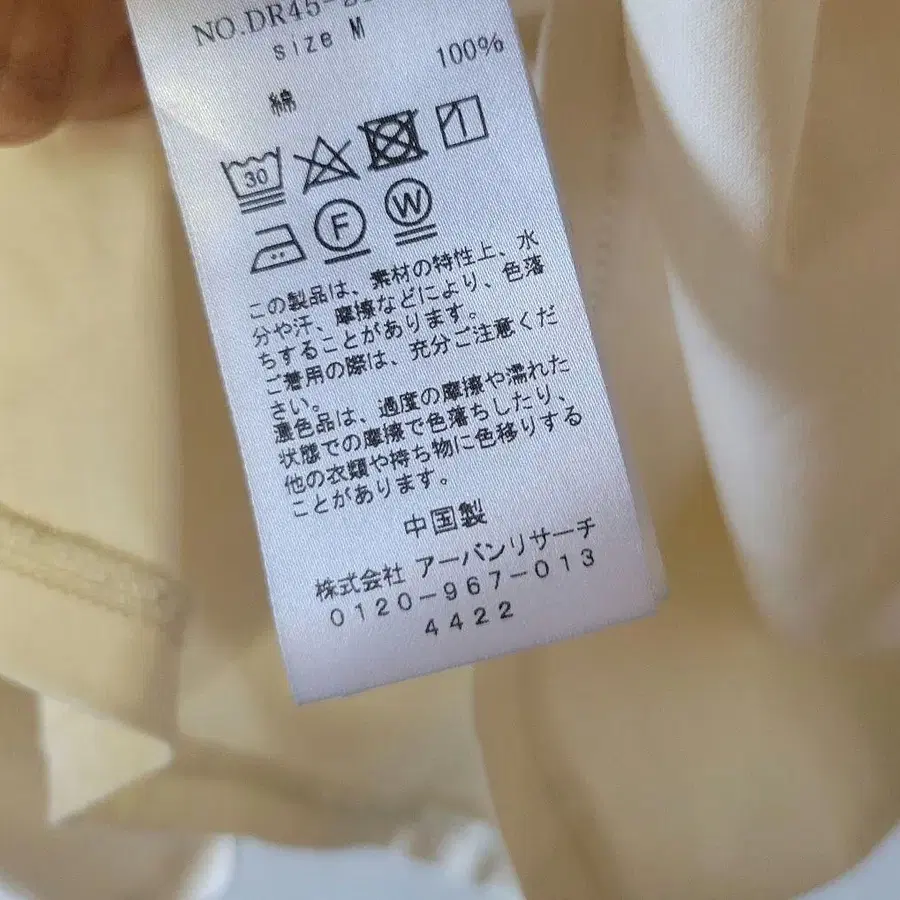 NO.DR45-
size M
綿 100%
30
F W
この製品は、素材の特性上、水
分や汗、摩擦などにより、色落
ちすることがあります。
ご着用の際は、充分ご注意くだ
さい。
濃色品は、過度の摩擦や濡れた
状態での摩擦で色落ちしたり、
他の衣類や持ち物に色移りする
ことがあります。
中国製
株式会社 アーバンリサーチ
0120-967-013
4422